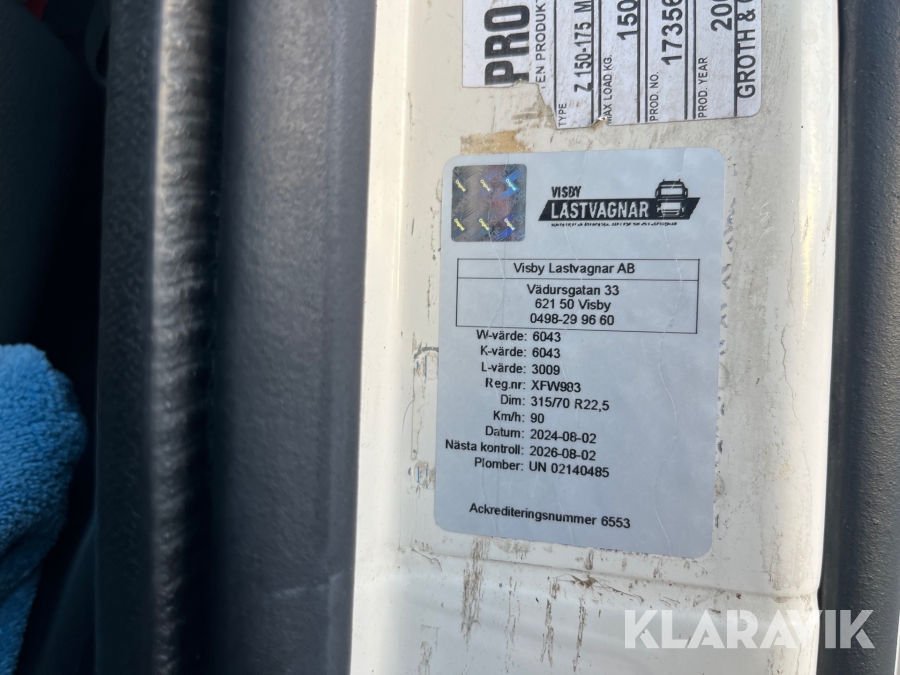 PRO
EN PRODUKT
TYPE Z 150-175 M
MAX LOAD KG. 150
PROD. NO. 1735
PROD. YEAR 200
GROTH &
VISBY
LASTVAGNAR
Visby Lastvagnar AB
Vädursgatan 33
621 50 Visby
0498-29 96 60
W-värde: 6043
K-värde: 6043
L-värde: 3009
Reg.nr: XFW983
Dim: 315/70 R22,5
Km/h: 90
Datum: 2024-08-02
Nästa kontroll: 2026-08-02
Plomber: UN 02140485
Ackrediteringsnummer 6553
KLARAVIK